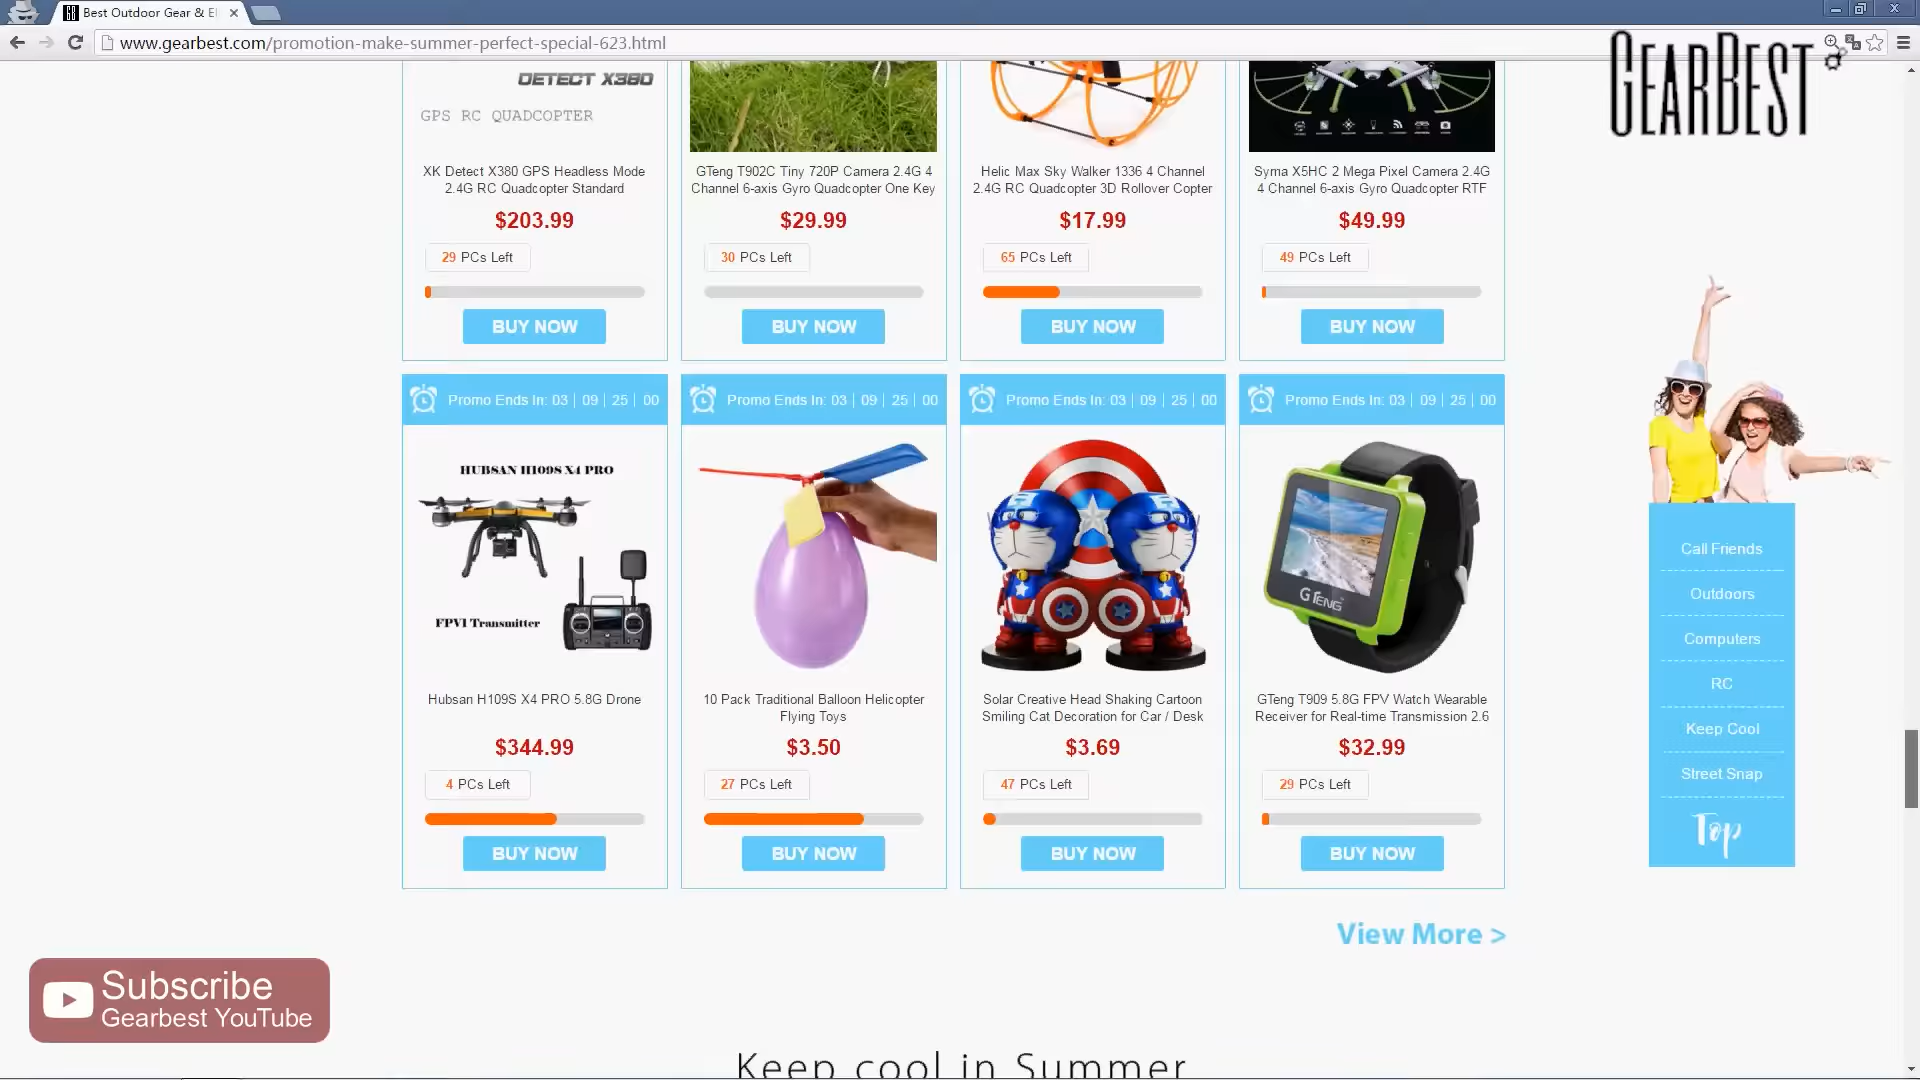 Best Outdoor Gear & El
www.gearbest.com/promotion-make-summer-perfect-special-623.html
GEARBEST
DETECT X380
GPS RC QUADCOPTER
XK Detect X380 GPS Headless Mode
2.4G RC Quadcopter Standard
$203.99
29 PCs Left
BUY NOW
GTeng T902C Tiny 720P Camera 2.4G 4
Channel 6-axis Gyro Quadcopter One Key
$29.99
30 PCs Left
BUY NOW
Helic Max Sky Walker 1336 4 Channel
2.4G RC Quadcopter 3D Rollover Copter
$17.99
65 PCs Left
BUY NOW
Syma X5HC 2 Mega Pixel Camera 2.4G
4 Channel 6-axis Gyro Quadcopter RTF
$49.99
49 PCs Left
BUY NOW
Promo Ends In: 03 | 09 | 25 | 00
HUBSAN H109S X4 PRO
FPV1 Transmitter
Hubsan H109S X4 PRO 5.8G Drone
$344.99
4 PCs Left
BUY NOW
Promo Ends In: 03 | 09 | 25 | 00
10 Pack Traditional Balloon Helicopter
Flying Toys
$3.50
27 PCs Left
BUY NOW
Promo Ends In: 03 | 09 | 25 | 00
Solar Creative Head Shaking Cartoon
Smiling Cat Decoration for Car / Desk
$3.69
47 PCs Left
BUY NOW
Promo Ends In: 03 | 09 | 25 | 00
GTENG
GTeng T909 5.8G FPV Watch Wearable
Receiver for Real-time Transmission 2.6
$32.99
29 PCs Left
BUY NOW
Call Friends
Outdoors
Computers
RC
Keep Cool
Street Snap
Top
View More >
Subscribe
Gearbest YouTube
Keep cool in Summer